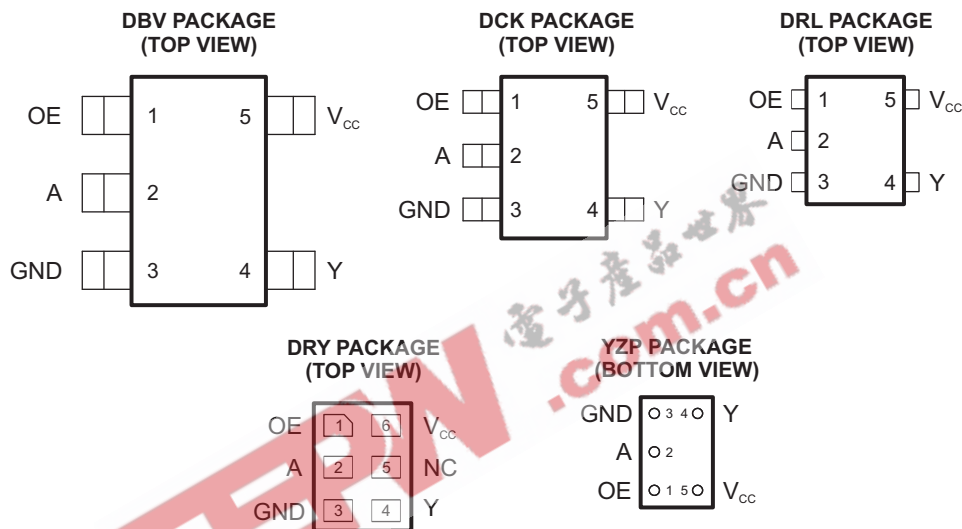 DBV PACKAGE
(TOP VIEW)
OE 1 5 Vcc
A 2
GND 3 4 Y
DCK PACKAGE
(TOP VIEW)
OE 1 5 Vcc
A 2
GND 3 4 Y
DRL PACKAGE
(TOP VIEW)
OE 1 5 Vcc
A 2
GND 3 4 Y
電子產品世界
.com.cn
DRY PACKAGE
(TOP VIEW)
OE 1 6 Vcc
A 2 5 NC
GND 3 4 Y
YZP PACKAGE
(BOTTOM VIEW)
GND 3 4 Y
A 2
OE 1 5 Vcc